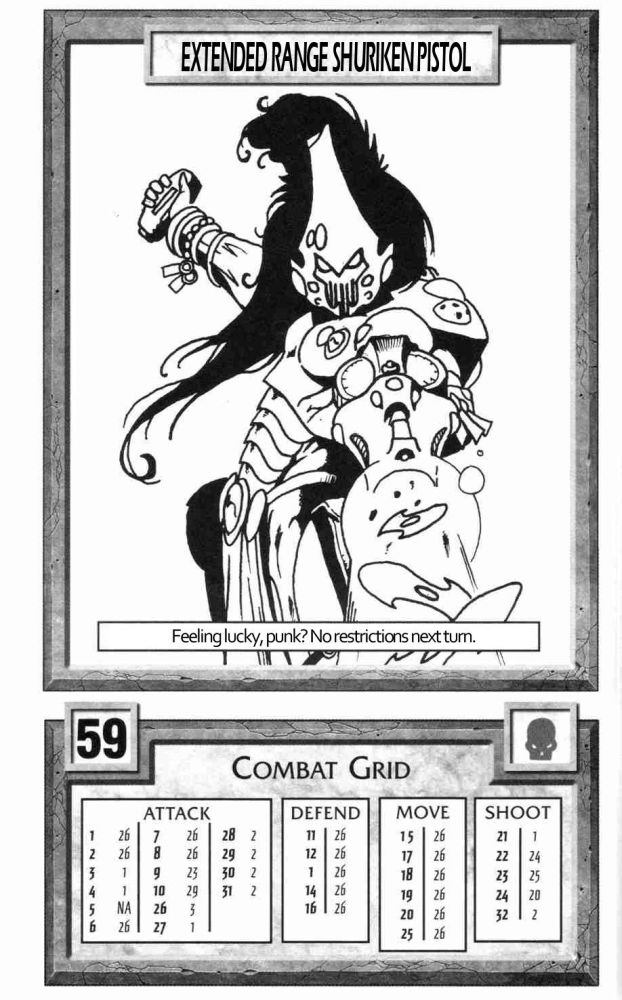 EXTENDED RANGE SHURIKEN PISTOL
Feeling lucky, punk? No restrictions next turn.
59
COMBAT GRID
ATTACK DEFEND MOVE SHOOT
1 26 7 26 28 2 11 26 15 26 21 1
2 26 8 26 29 2 12 26 17 26 22 24
3 1 9 23 30 2 1 26 18 26 23 25
4 1 10 29 31 2 14 26 19 26 24 20
5 NA 26 3 16 26 20 26 32 2
6 26 27 1 25 26